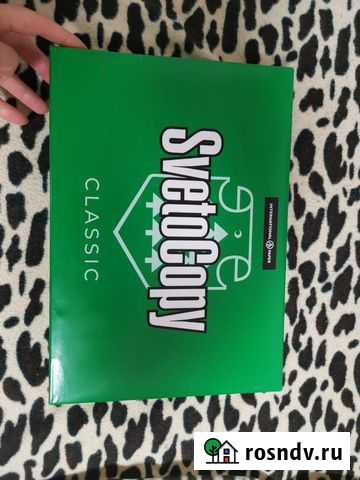 SvetoCopy
CLASSIC
INTERNATIONAL PAPER
rosndv.ru